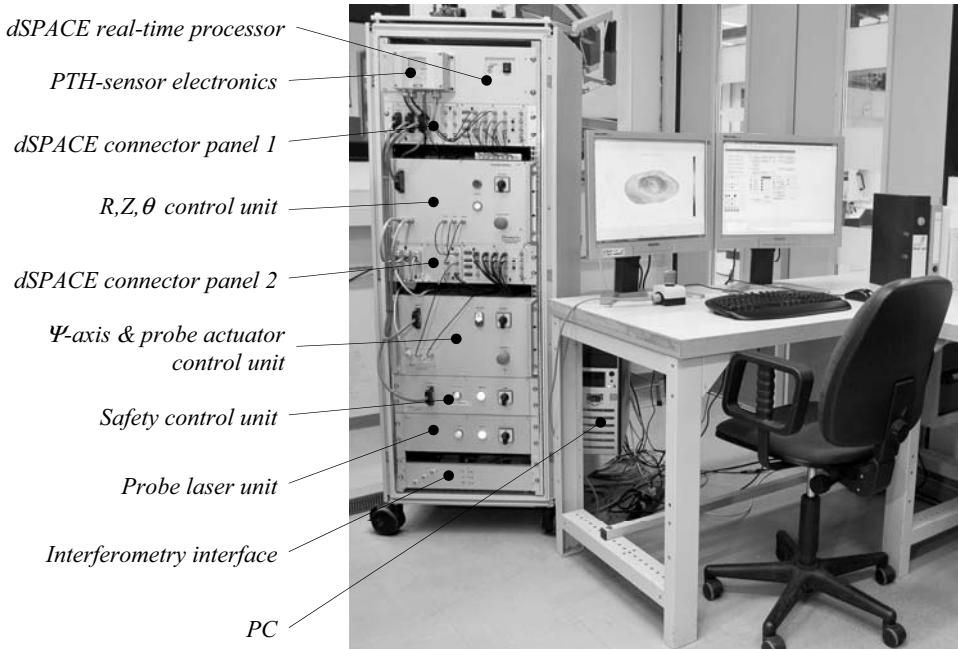 dSPACE real-time processor
PTH-sensor electronics
dSPACE connector panel 1
R,Z,θ control unit
dSPACE connector panel 2
Ψ-axis & probe actuator
control unit
Safety control unit
Probe laser unit
Interferometry interface
PC